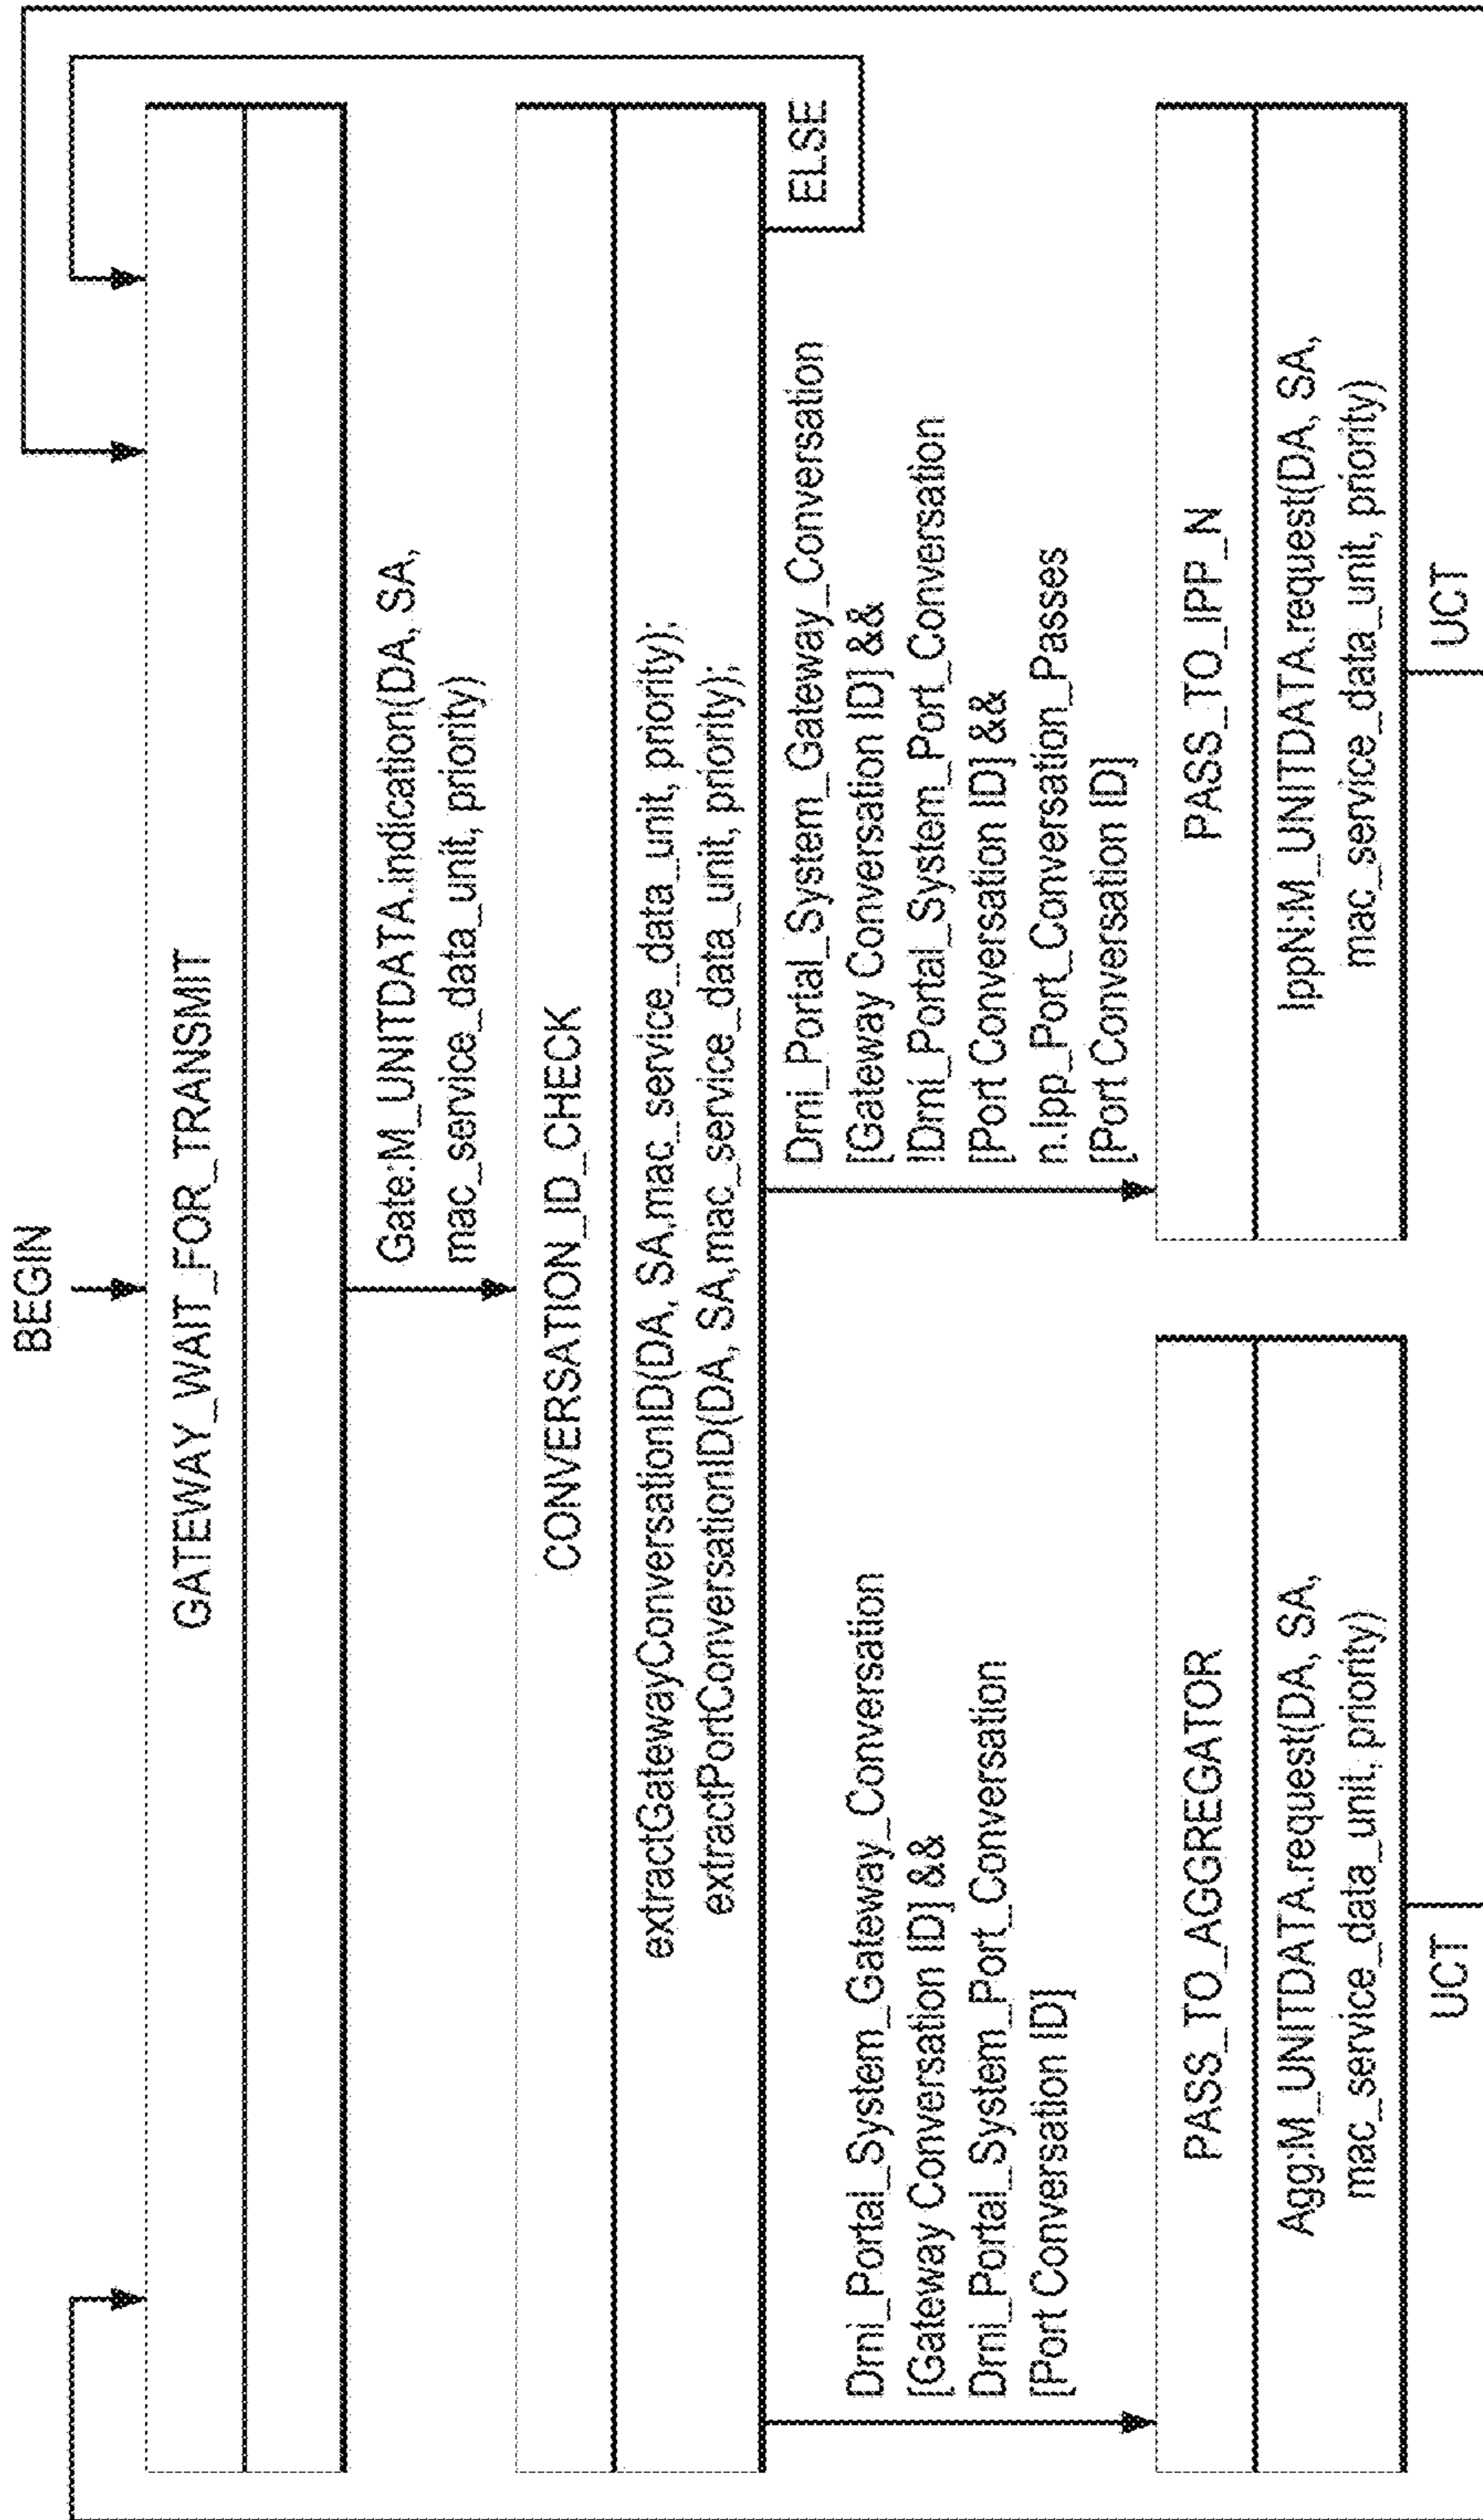 BEGIN
GATEWAY_WAIT_FOR_TRANSMIT
Gate:M_UNITDATA.indication(DA, SA,
mac_service_data_unit, priority)
CONVERSATION_ID_CHECK
extractGatewayConversationID(DA, SA,mac_service_data_unit, priority);
extractPortConversationID(DA, SA,mac_service_data_unit, priority);
ELSE
Drni_Portal_System_Gateway_Conversation
[Gateway Conversation ID] &&
Drni_Portal_System_Port_Conversation
[Port Conversation ID]
Drni_Portal_System_Gateway_Conversation
[Gateway Conversation ID] &&
!Drni_Portal_System_Port_Conversation
[Port Conversation ID] &&
n.Ipp_Port_Conversation_Passes
[Port Conversation ID]
PASS_TO_AGGREGATOR
Agg:M_UNITDATA.request(DA, SA,
mac_service_data_unit, priority)
UCT
PASS_TO_IPP_N
IppN:M_UNITDATA.request(DA, SA,
mac_service_data_unit, priority)
UCT